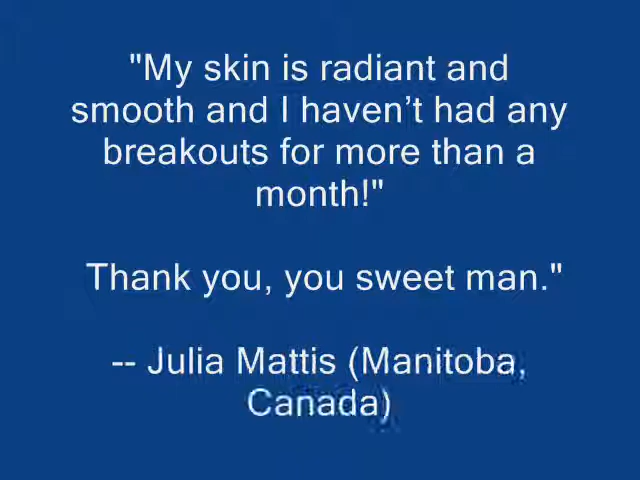 "My skin is radiant and
smooth and I haven’t had any
breakouts for more than a
month!"
Thank you, you sweet man."
-- Julia Mattis (Manitoba,
Canada)